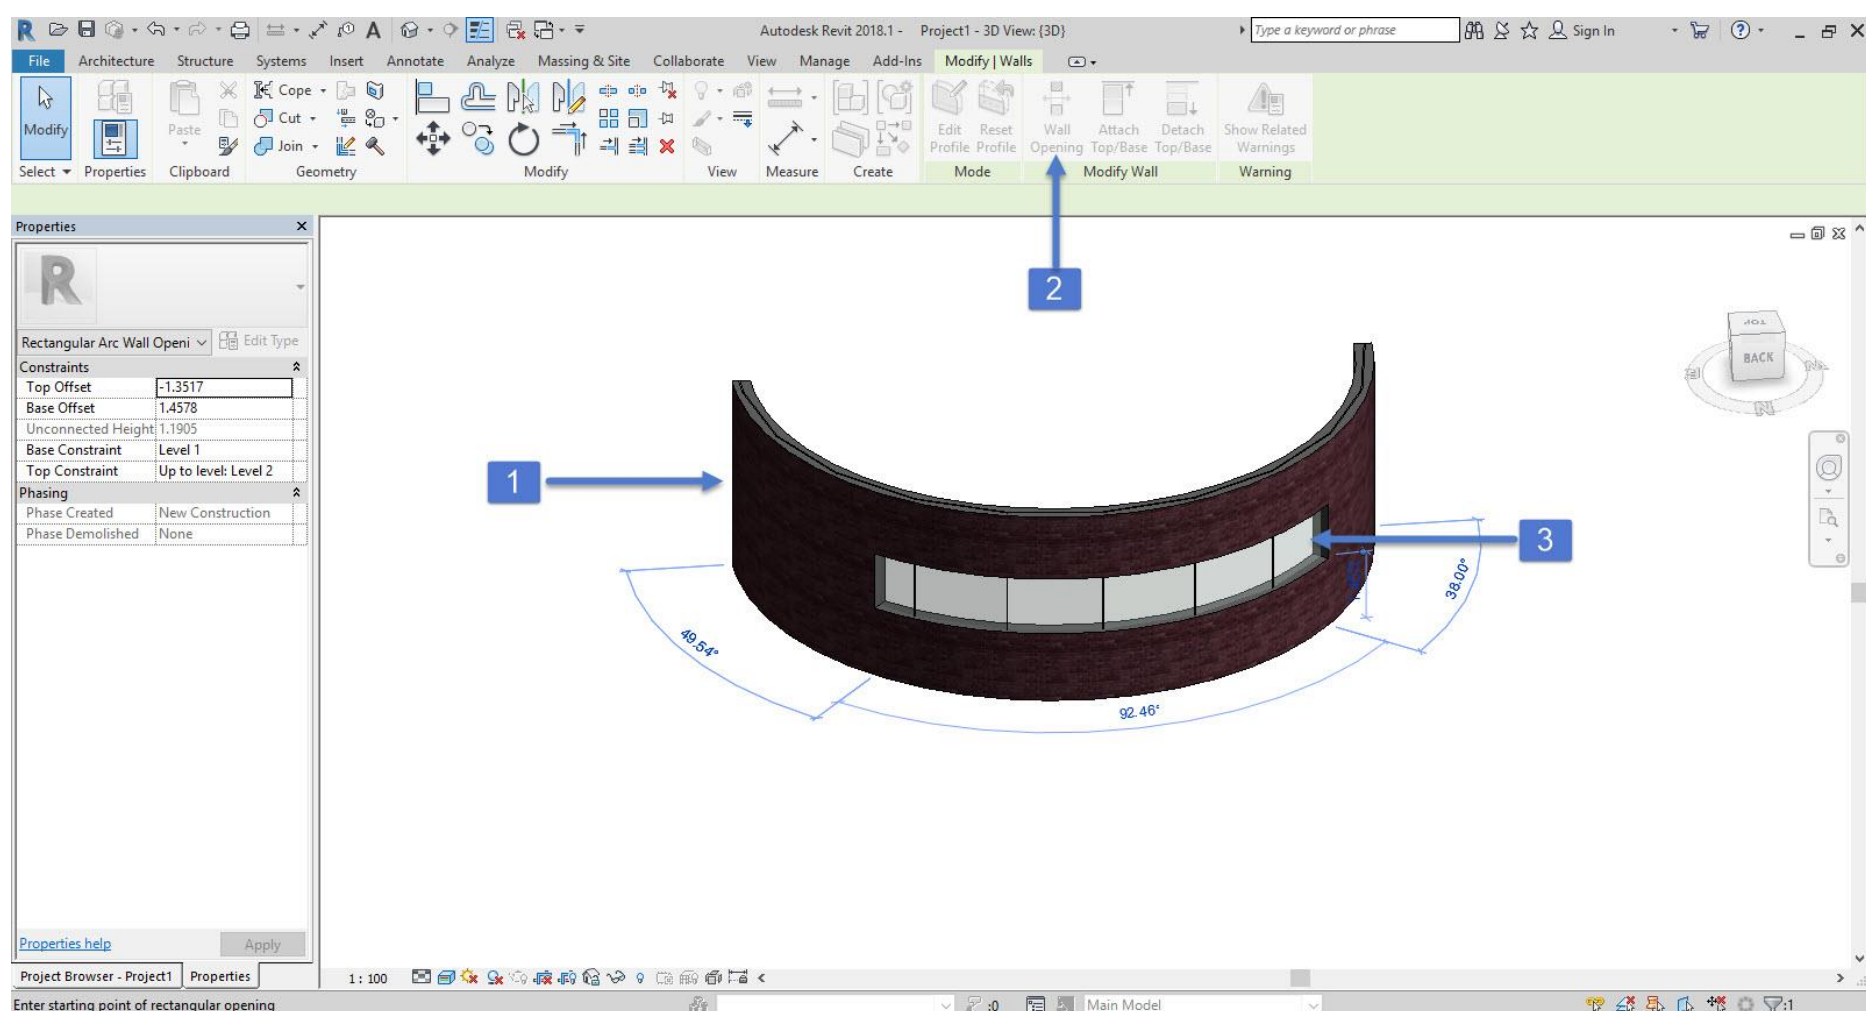 Autodesk Revit 2018.1 - Project1 - 3D View: {3D}
Type a keyword or phrase
Sign In
File Architecture Structure Systems Insert Annotate Analyze Massing & Site Collaborate View Manage Add-Ins Modify | Walls
Modify
Paste
Cope
Cut
Join
Edit Profile
Reset Profile
Wall Opening
Attach Top/Base
Detach Top/Base
Show Related Warnings
Select Properties Clipboard Geometry Modify View Measure Create Mode Modify Wall Warning
Properties
R
Rectangular Arc Wall Openi
Edit Type
Constraints
Top Offset -1.3517
Base Offset 1.4578
Unconnected Height 1.1905
Base Constraint Level 1
Top Constraint Up to level: Level 2
Phasing
Phase Created New Construction
Phase Demolished None
Properties help
Apply
Project Browser - Project1 Properties
1
2
3
49.54°
92.46°
38.00°
TOP
BACK
N
1 : 100
Enter starting point of rectangular opening
:0
Main Model
:1